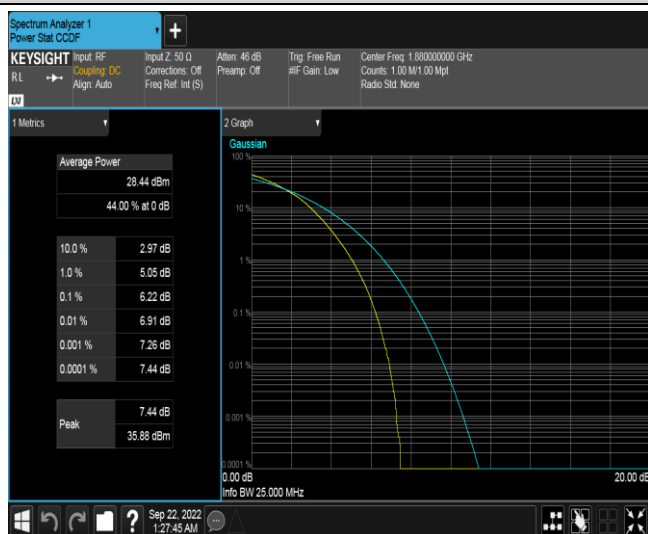 Spectrum Analyzer 1
Power Stat CCDF
KEYSIGHT
RL
LXI
Input: RF
Coupling: DC
Align: Auto
Input Z: 50 Ω
Corrections: Off
Freq Ref: Int (S)
Atten: 46 dB
Preamp: Off
Trig: Free Run
#IF Gain: Low
Center Freq: 1.880000000 GHz
Counts: 1.00 M/1.00 Mpt
Radio Std: None
1 Metrics
Average Power
28.44 dBm
44.00 % at 0 dB
10.0 % 2.97 dB
1.0 % 5.05 dB
0.1 % 6.22 dB
0.01 % 6.91 dB
0.001 % 7.26 dB
0.0001 % 7.44 dB
Peak 7.44 dB
35.88 dBm
2 Graph
Gaussian
100 %
10 %
1 %
0.1 %
0.01 %
0.001 %
0.0001 %
0.00 dB
20.00 dB
Info BW 25.000 MHz
Sep 22, 2022
1:27:45 AM